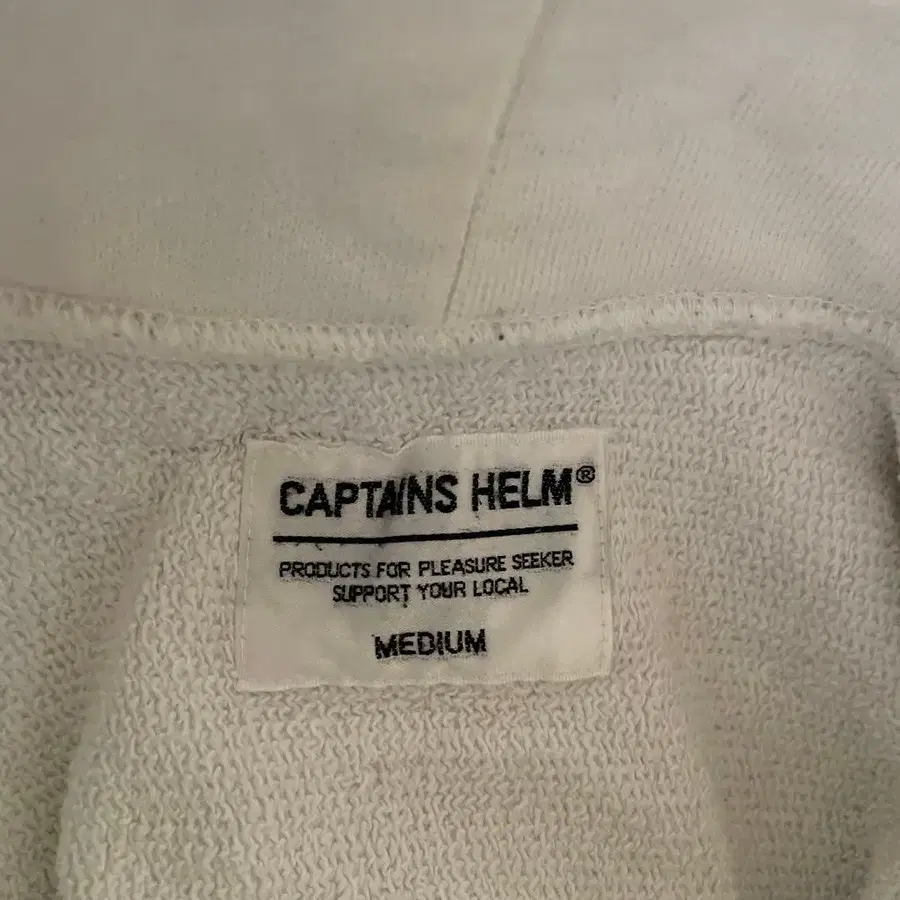 CAPTAINS HELM®
PRODUCTS FOR PLEASURE SEEKER
SUPPORT YOUR LOCAL
MEDIUM